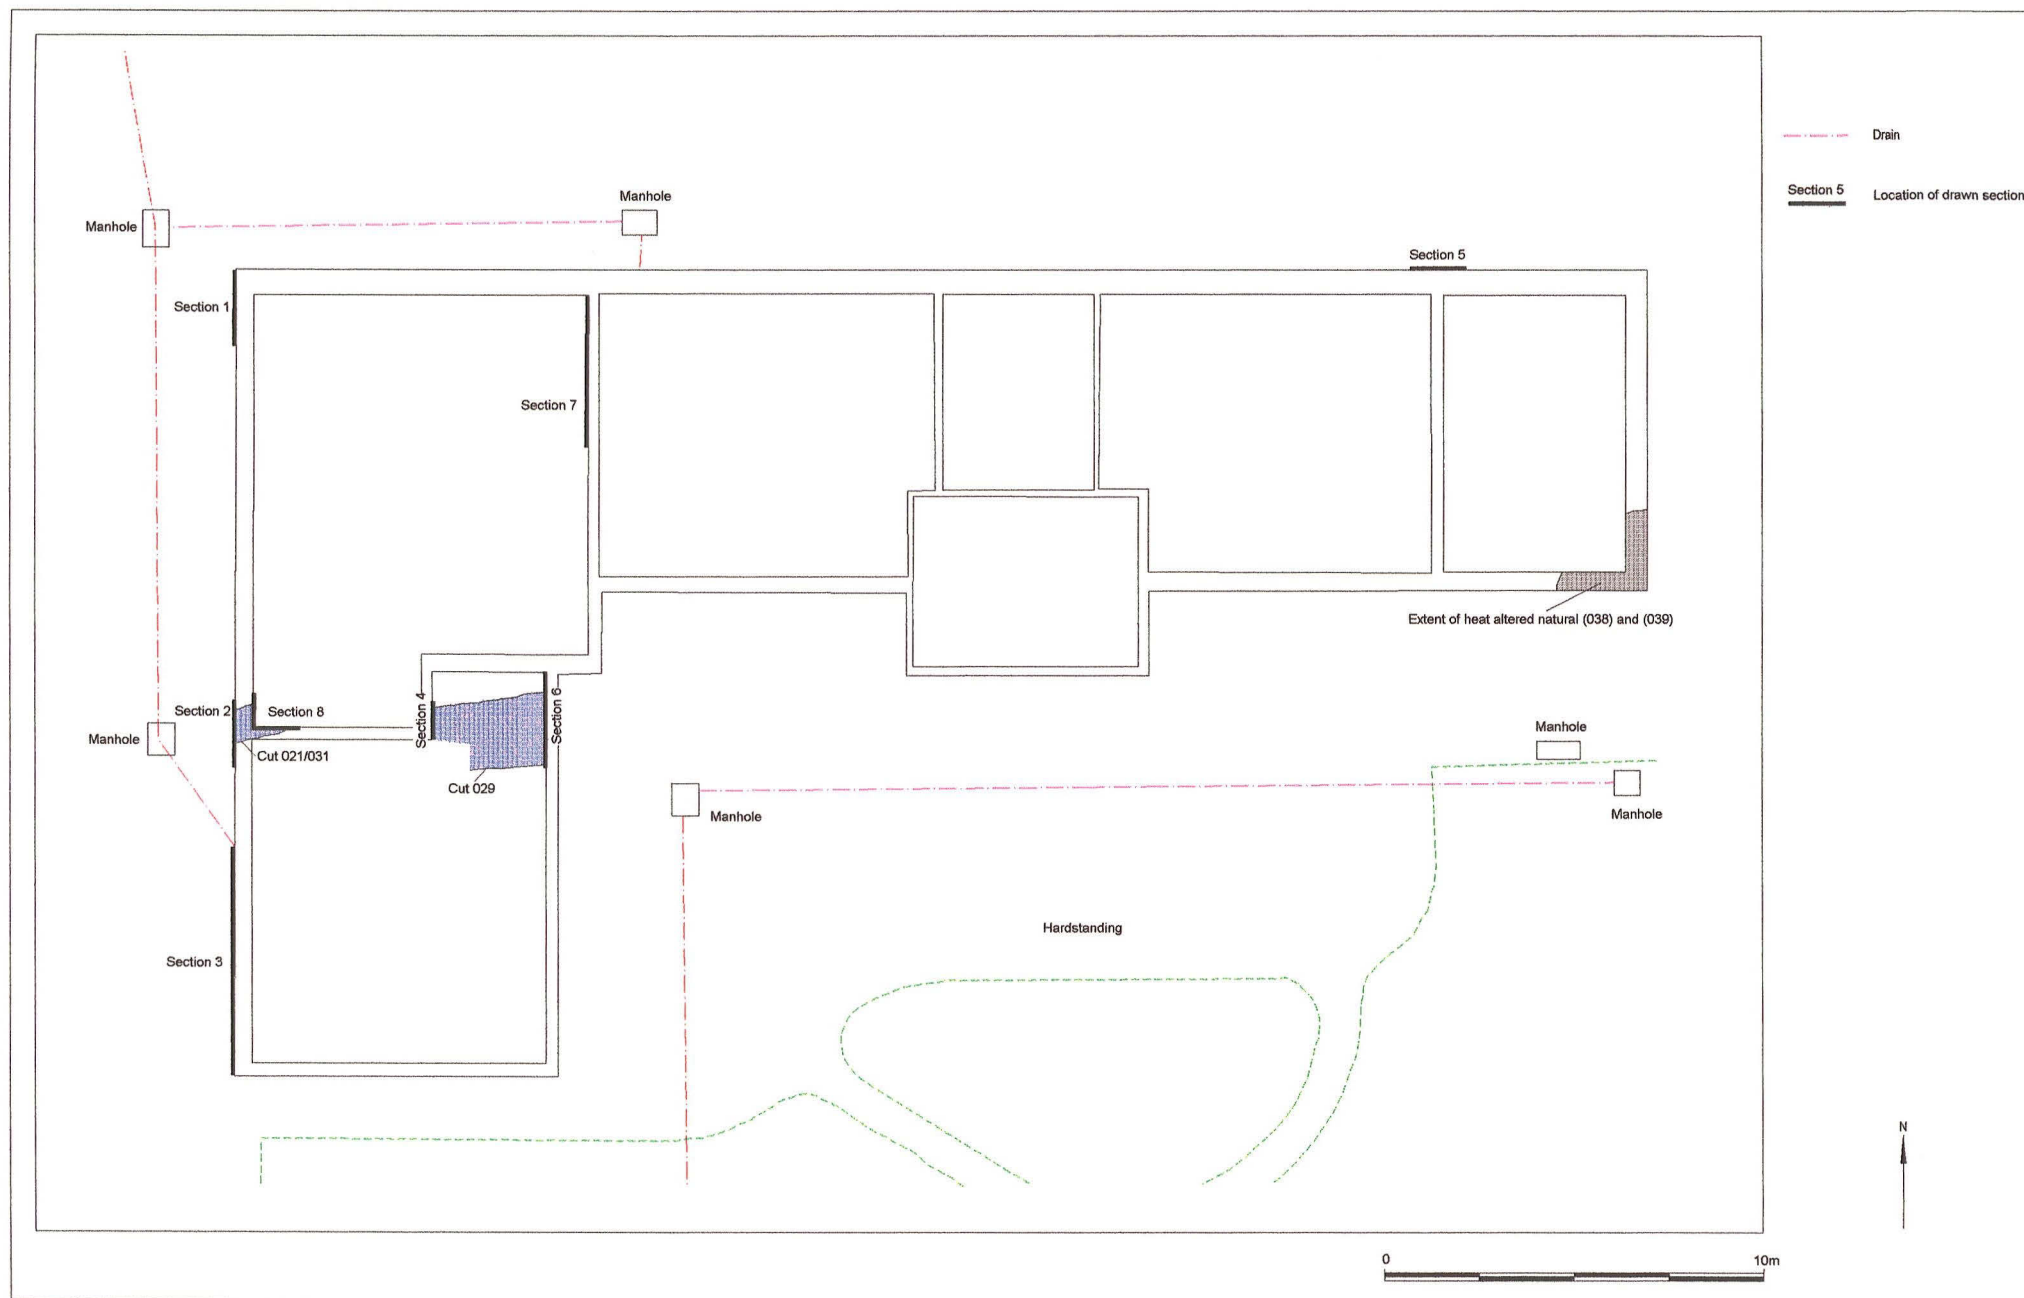 Drain
Section 5
Location of drawn section
Manhole
Manhole
Section 5
Section 1
Section 7
Extent of heat altered natural (038) and (039)
Section 2
Section 8
Section 4
Section 6
Manhole
Cut 021/031
Cut 029
Manhole
Manhole
Manhole
Hardstanding
Section 3
N
0
10m